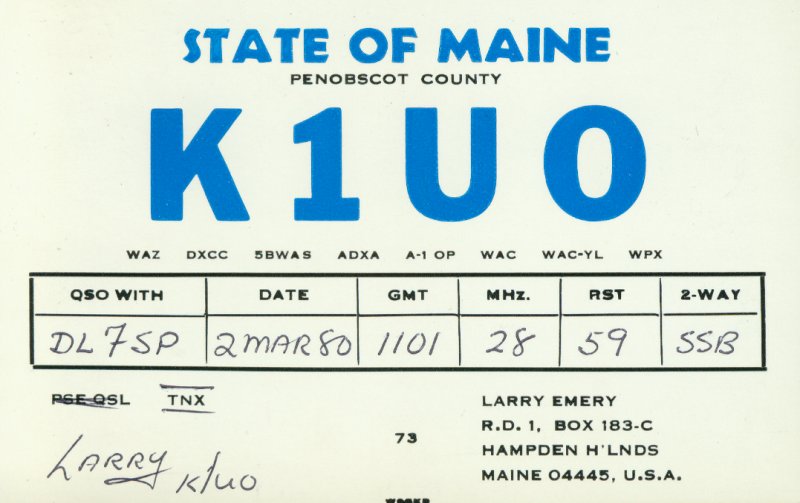 STATE OF MAINE
PENOBSCOT COUNTY
K1UO
WAZ DXCC 5BWAS ADXA A-1 OP WAC WAC-YL WPX
QSO WITH DATE GMT MHz. RST 2-WAY
DL7SP 2MAR80 1101 28 59 SSB
PSE QSL TNX
LARRY EMERY
R.D. 1, BOX 183-C
73
HAMPDEN H'LNDS
MAINE 04445, U.S.A.
LARRY K1UO